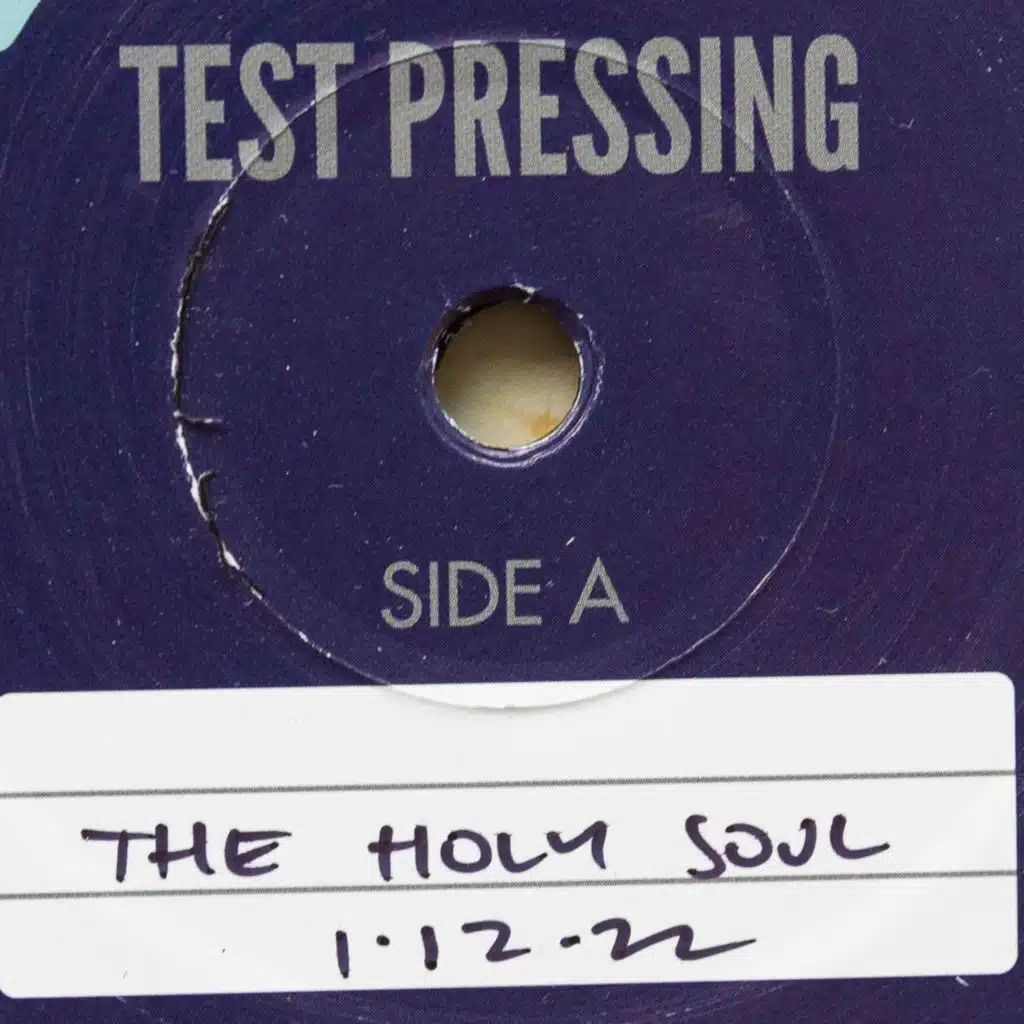 TEST PRESSING
SIDE A
THE HOLY SOUL
1.12.22